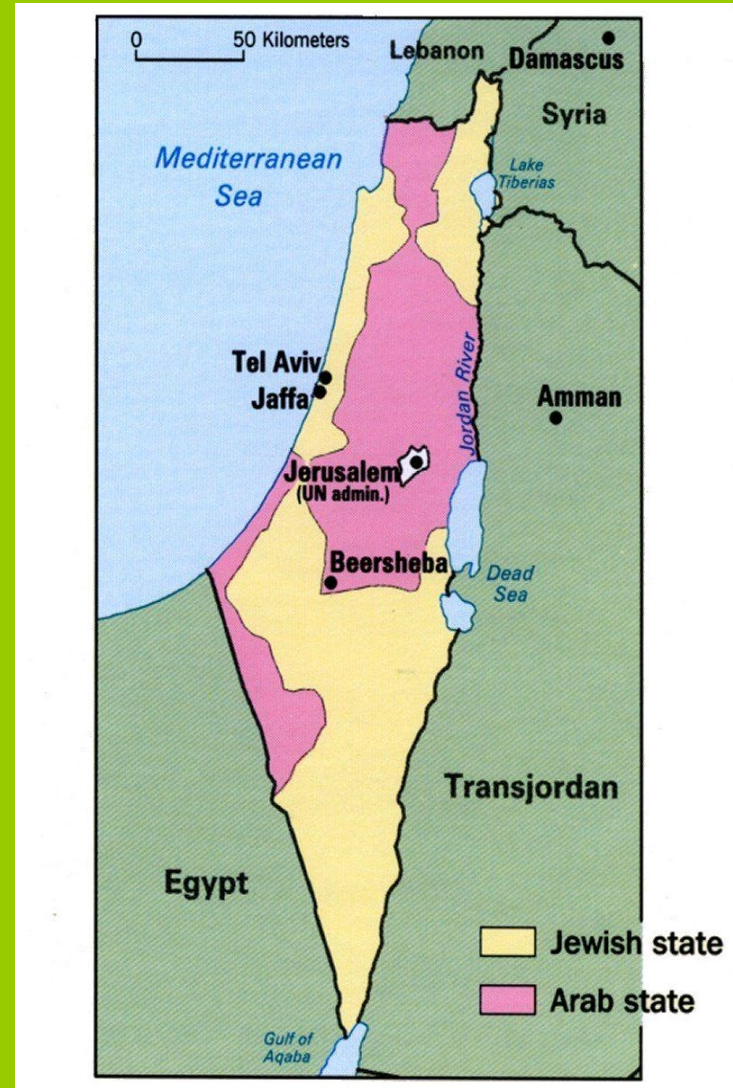 0 50 Kilometers
Lebanon
Damascus
Syria
Mediterranean
Sea
Lake
Tiberias
Tel Aviv
Jaffa
Jordan River
Amman
Jerusalem
(UN admin.)
Beersheba
Dead
Sea
Transjordan
Egypt
Jewish state
Arab state
Gulf of
Aqaba